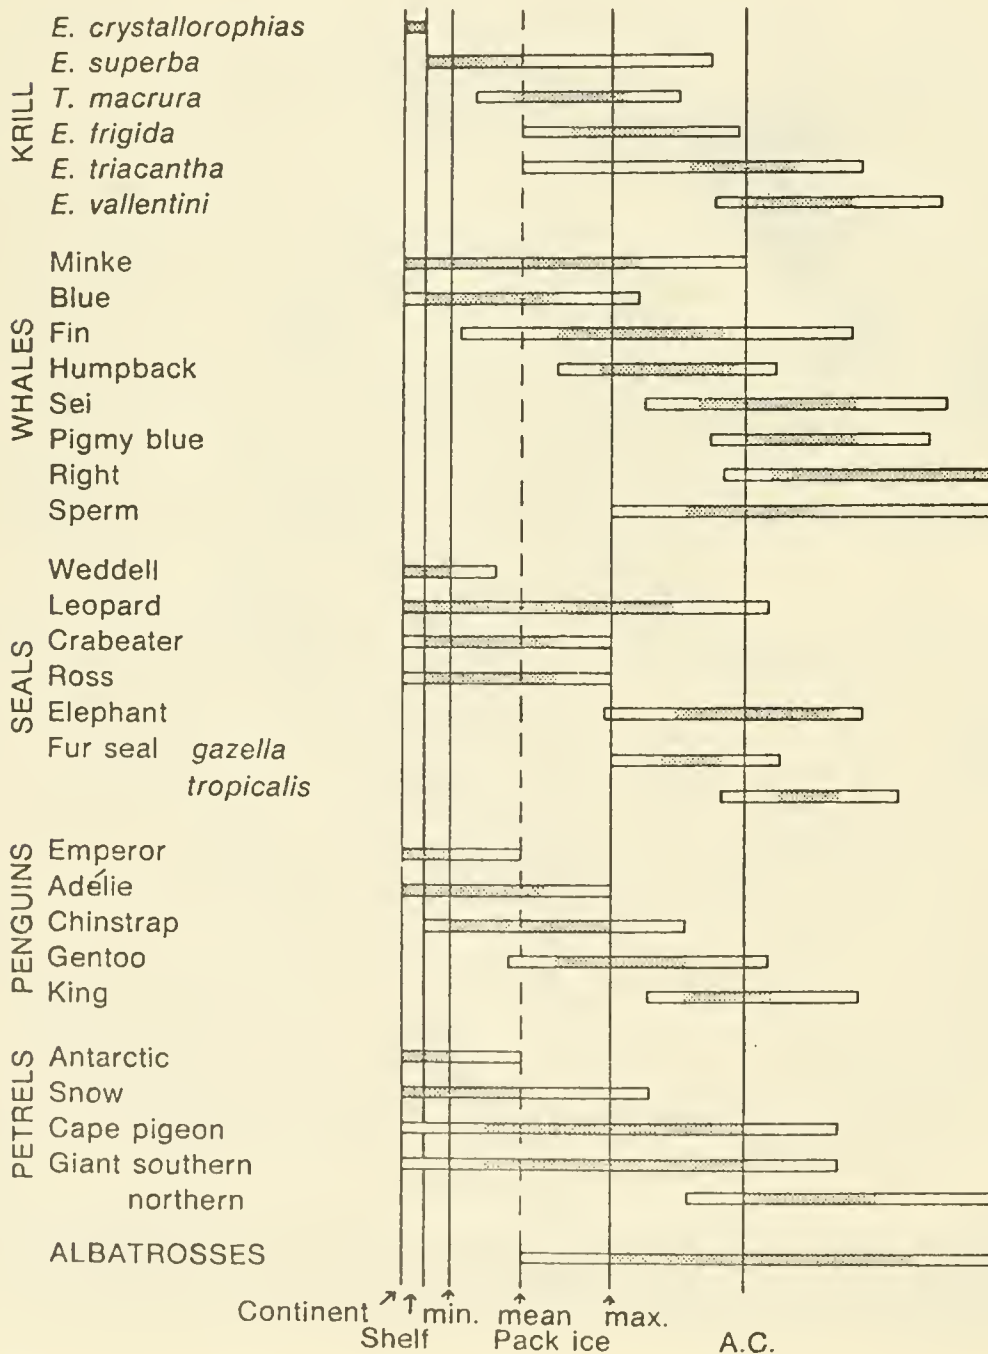 KRILL
E. crystallorophias
E. superba
T. macrura
E. frigida
E. triacantha
E. vallentini
WHALES
Minke
Blue
Fin
Humpback
Sei
Pigmy blue
Right
Sperm
SEALS
Weddell
Leopard
Crabeater
Ross
Elephant
Fur seal gazella
tropicalis
PENGUINS
Emperor
Adélie
Chinstrap
Gentoo
King
PETRELS
Antarctic
Snow
Cape pigeon
Giant southern
northern
ALBATROSSES
Continent min. mean max.
Shelf Pack ice A.C.